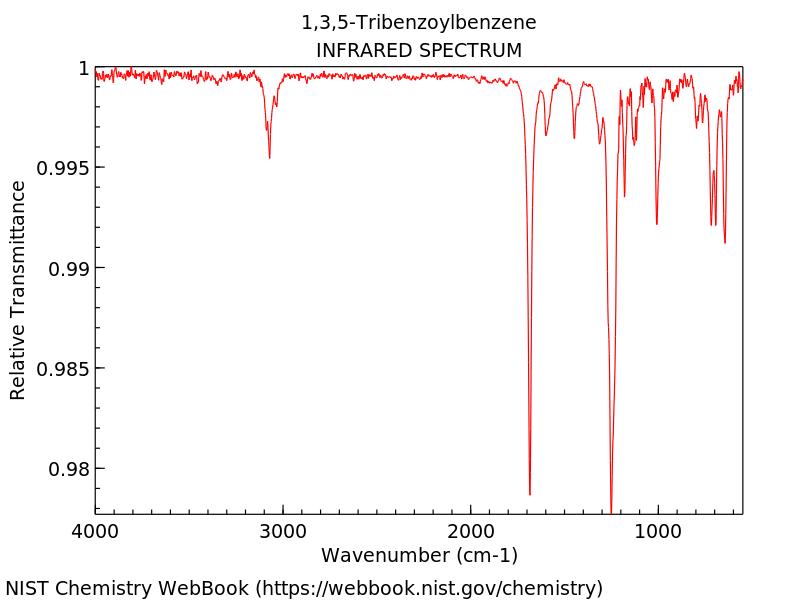 1,3,5-Tribenzoylbenzene
INFRARED SPECTRUM
1
0.995
0.99
0.985
0.98
Relative Transmittance
4000 3000 2000 1000
Wavenumber (cm-1)
NIST Chemistry WebBook (https://webbook.nist.gov/chemistry)